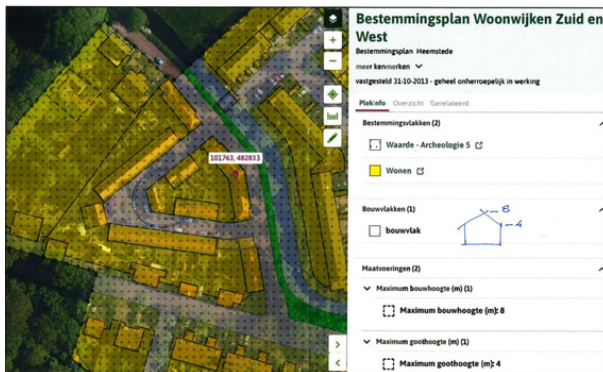 Bestemmingsplan Woonwijken Zuid en
West
Bestemmingsplan Heemstede
meer kenmerken
vastgesteld 31-10-2013 - geheel onherroepelijk in werking
Plekinfo Overzicht Gerelateerd
Bestemmingsvlakken (2)
Waarde - Archeologie 5
Wonen
Bouwvlakken (1)
bouwvlak
8
4
Maatvoeringen (2)
Maximum bouwhoogte (m) (1)
Maximum bouwhoogte (m): 8
Maximum goothoogte (m) (1)
Maximum goothoogte (m): 4
101763, 482833